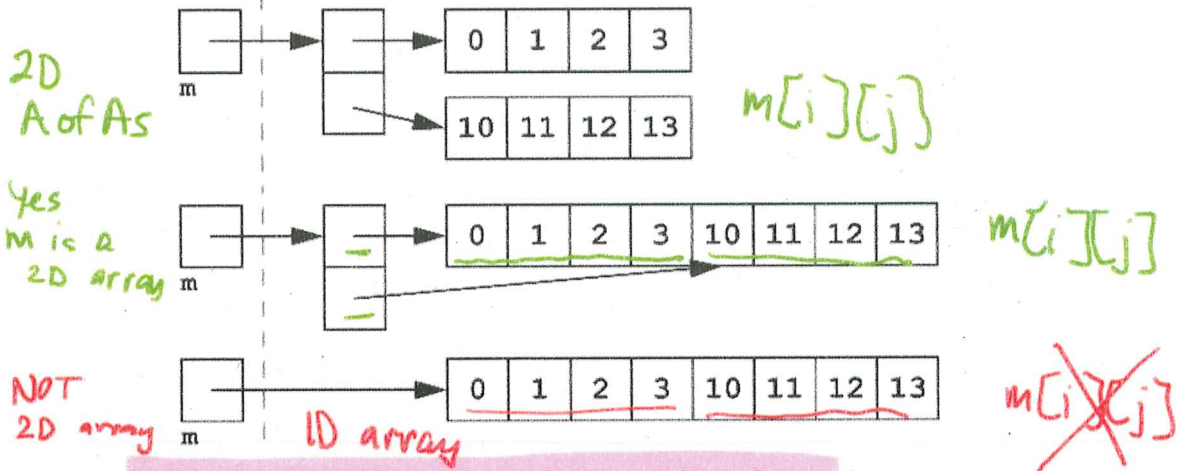 2D
A of As
m
0 1 2 3
10 11 12 13
m[i][j]
Yes
m is a
2D array
m
0 1 2 3 10 11 12 13
m[i][j]
NOT
2D array
m
0 1 2 3 10 11 12 13
1D array
m[i][j]